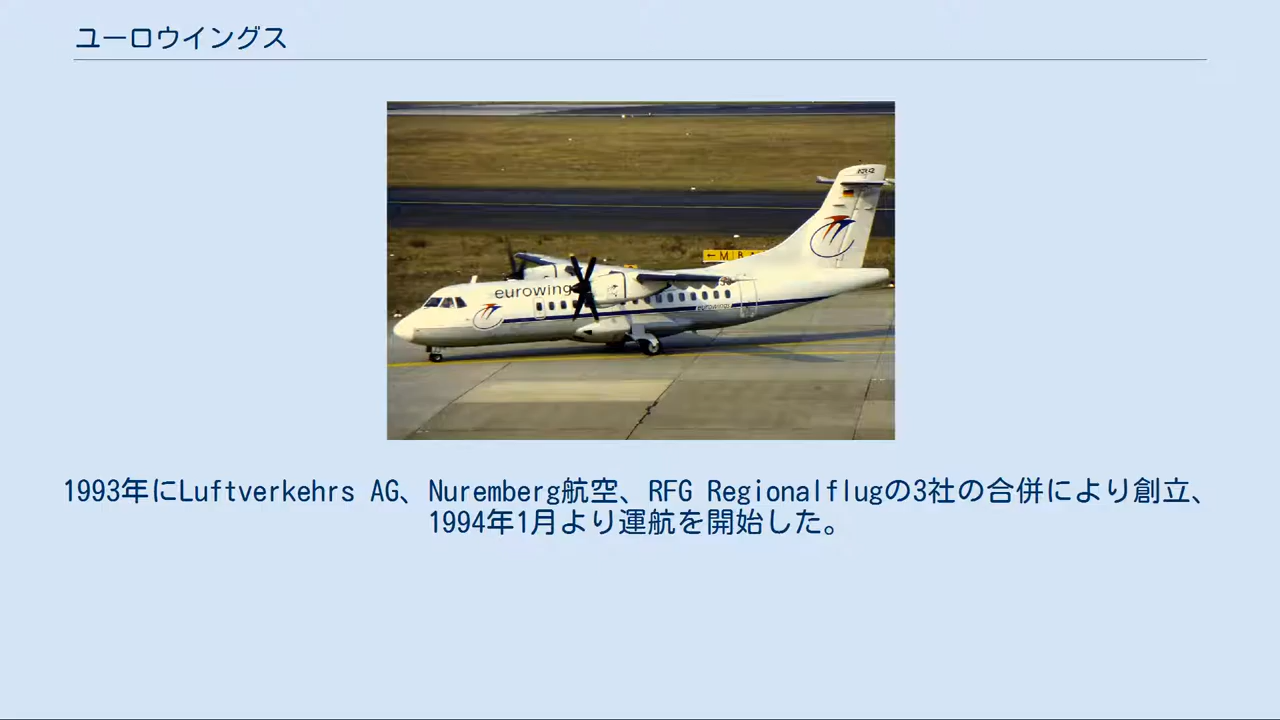 ユーロウイングス
eurowing
1993年にLuftverkehrs AG、Nuremberg航空、RFG Regionalflugの3社の合併により創立、
1994年1月より運航を開始した。